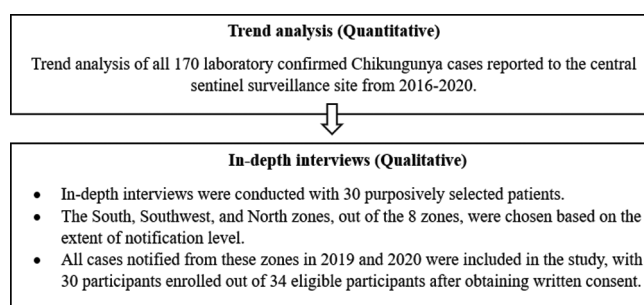 Trend analysis (Quantitative)
Trend analysis of all 170 laboratory confirmed Chikungunya cases reported to the central
sentinel surveillance site from 2016-2020.
In-depth interviews (Qualitative)
• In-depth interviews were conducted with 30 purposively selected patients.
• The South, Southwest, and North zones, out of the 8 zones, were chosen based on the
extent of notification level.
• All cases notified from these zones in 2019 and 2020 were included in the study, with
30 participants enrolled out of 34 eligible participants after obtaining written consent.